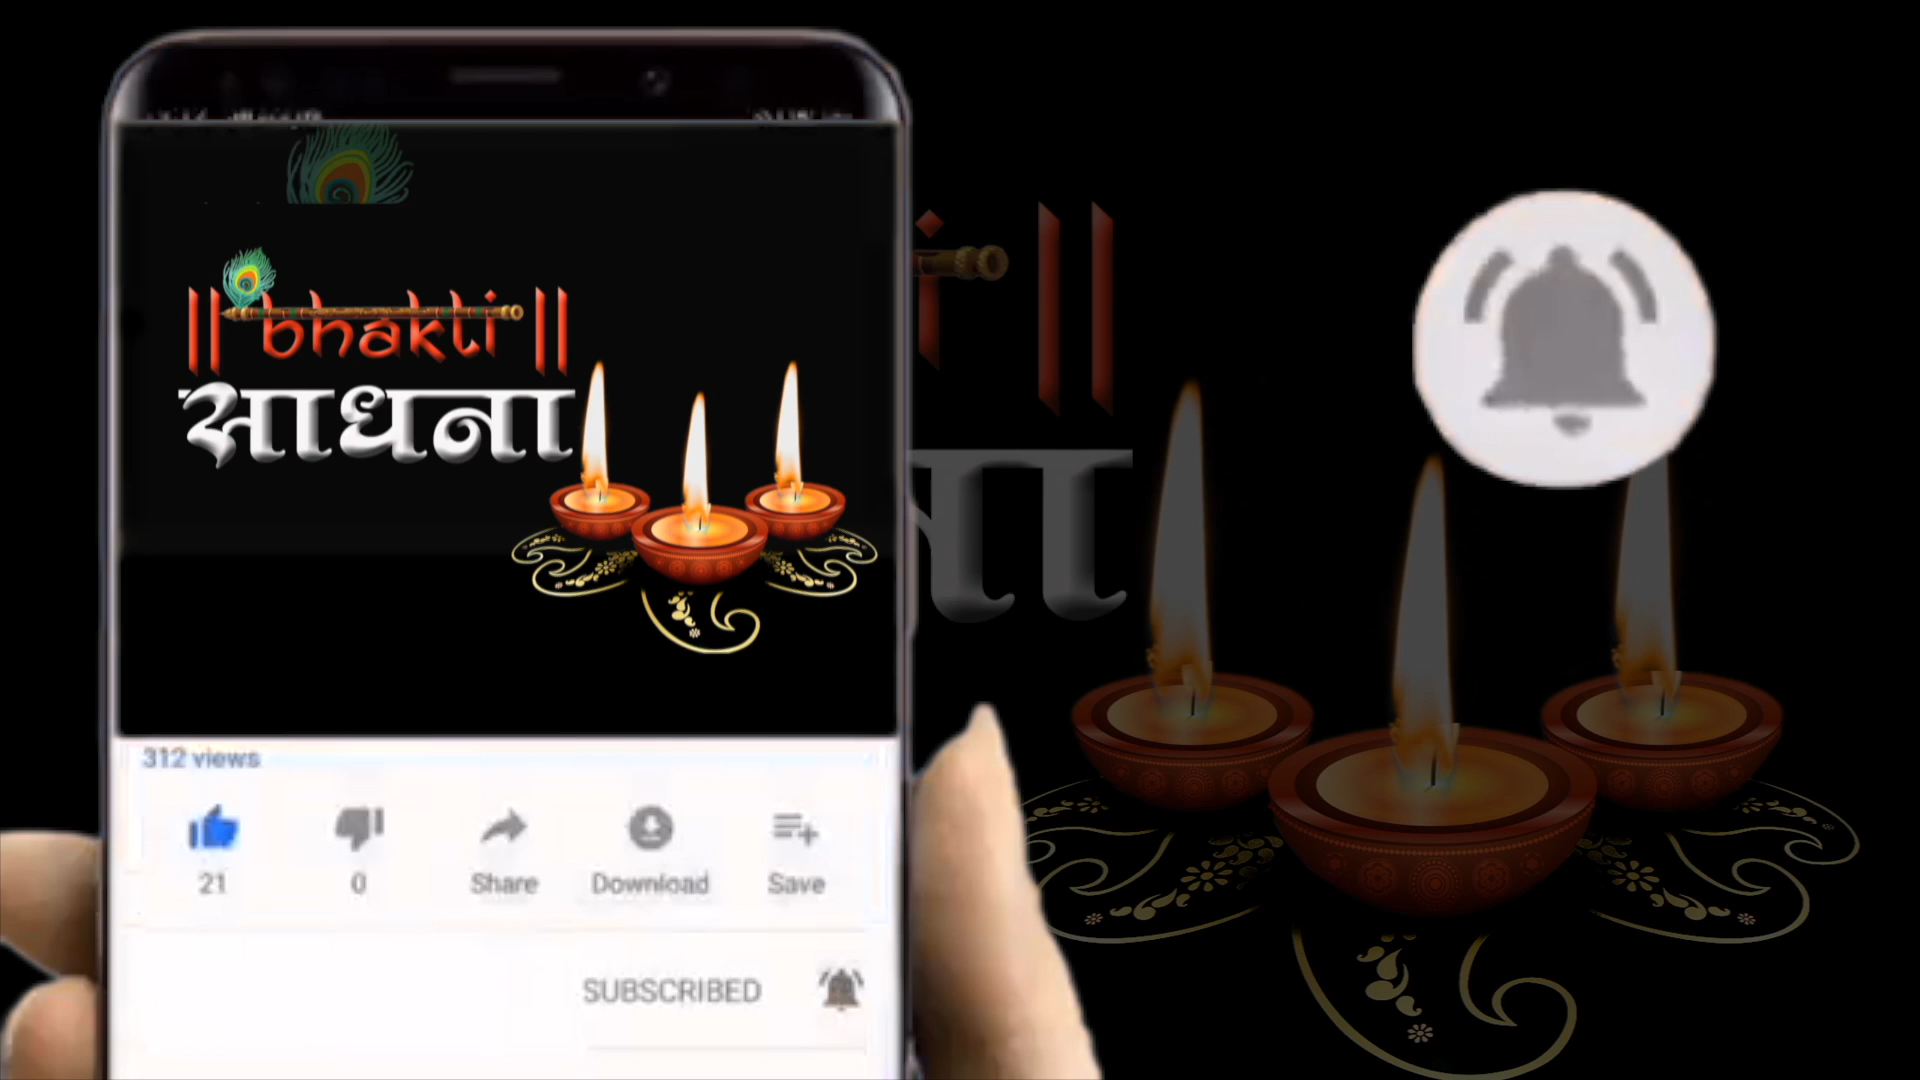 || bhakti ||
साधना
312 views
21
0
Share
Download
Save
SUBSCRIBED